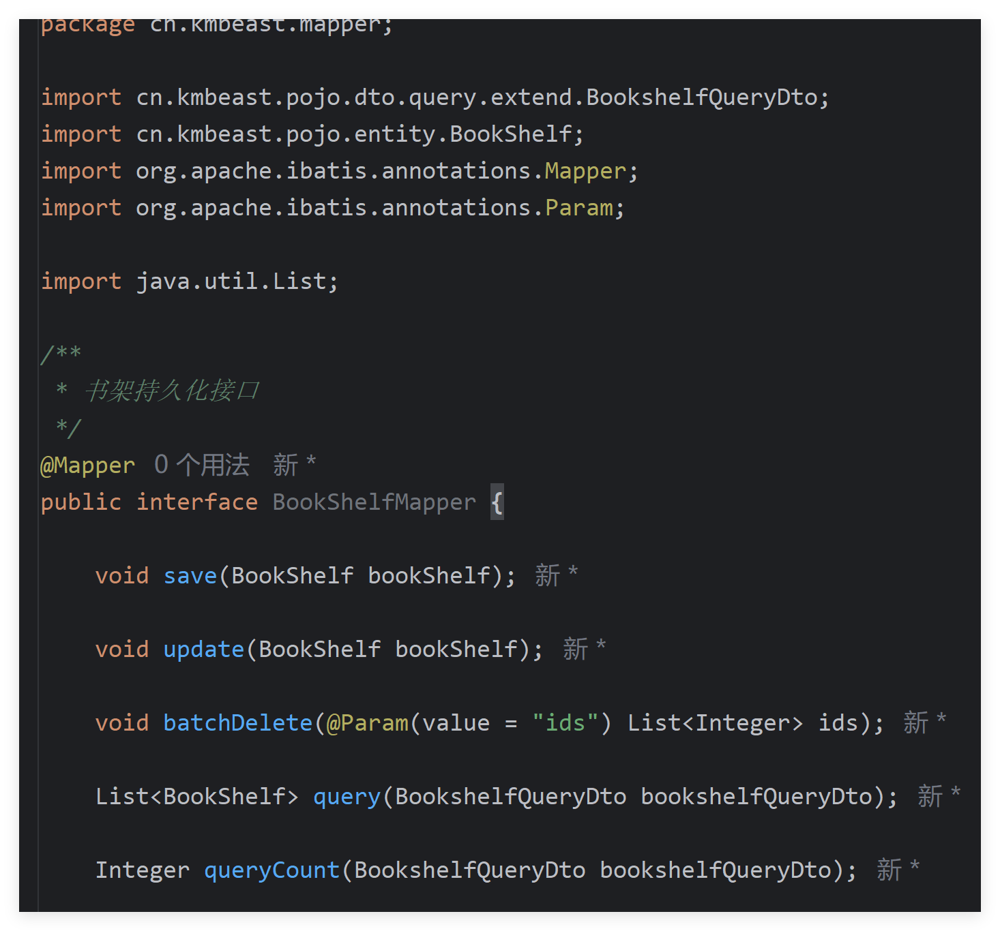 package cn.kmbeast.mapper;
import cn.kmbeast.pojo.dto.query.extend.BookshelfQueryDto;
import cn.kmbeast.pojo.entity.BookShelf;
import org.apache.ibatis.annotations.Mapper;
import org.apache.ibatis.annotations.Param;
import java.util.List;
/**
 * 书架持久化接口
 */
@Mapper 0 个用法 新 *
public interface BookShelfMapper {
    void save(BookShelf bookShelf); 新 *
    void update(BookShelf bookShelf); 新 *
    void batchDelete(@Param(value = "ids") List<Integer> ids); 新 *
    List<BookShelf> query(BookshelfQueryDto bookshelfQueryDto); 新 *
    Integer queryCount(BookshelfQueryDto bookshelfQueryDto); 新 *